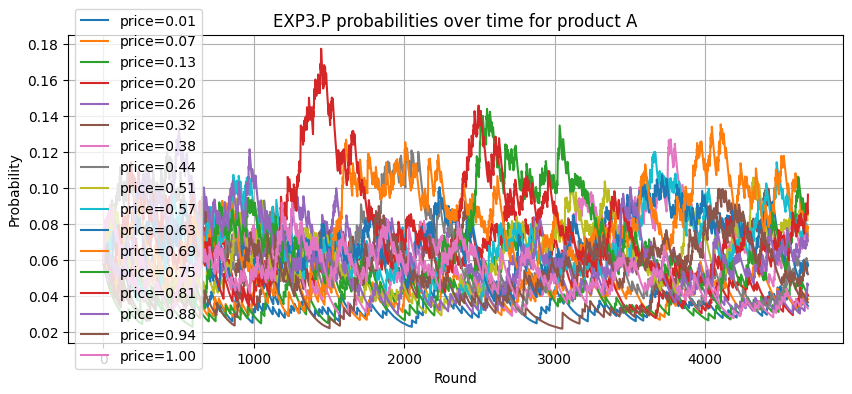 EXP3.P probabilities over time for product A
price=0.01
price=0.07
price=0.13
price=0.20
price=0.26
price=0.32
price=0.38
price=0.44
price=0.51
price=0.57
price=0.63
price=0.69
price=0.75
price=0.81
price=0.88
price=0.94
price=1.00
Probability
0.18
0.16
0.14
0.12
0.10
0.08
0.06
0.04
0.02
0
1000
2000
3000
4000
Round